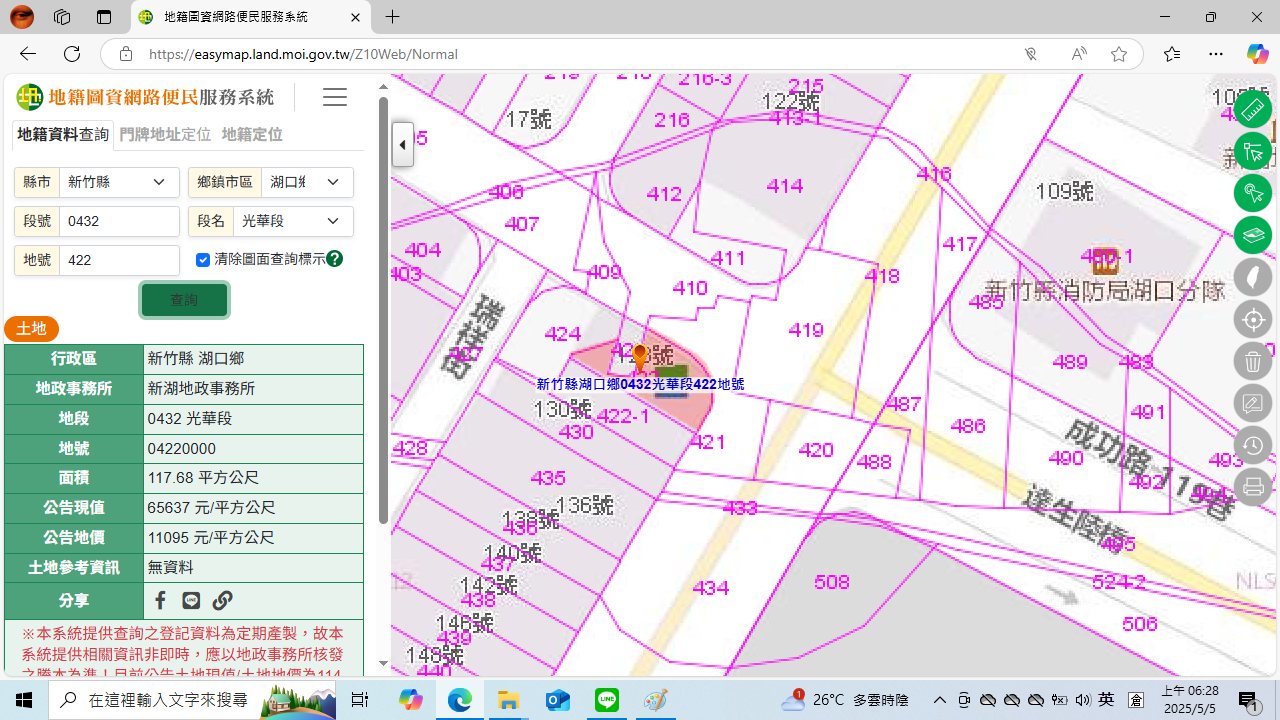 地籍圖資網路便民服務系統
https://easymap.land.moi.gov.tw/Z10Web/Normal
地籍圖資網路便民服務系統
地籍資料查詢 門牌地址定位 地籍定位
縣市 新竹縣 鄉鎮市區 湖口鄉
段號 0432 段名 光華段
地號 422 清除圖面查詢標示
查詢
土地
行政區 新竹縣 湖口鄉
地政事務所 新湖地政事務所
地段 0432 光華段
地號 04220000
面積 117.68 平方公尺
公告現值 65637 元/平方公尺
公告地價 11095 元/平方公尺
土地參考資訊 無資料
分享
※本系統提供查詢之登記資料為定期產製，故本
系統提供相關資訊非即時，應以地政事務所核發
之謄本為準！目前公告土地現值/土地地價為114
216-3
215
17號
216
122號
413-1
412
414
416
109號
406
407
417
404
411
403
409
410
418
新竹縣消防局湖口分隊
485
424
419
489
483
新竹縣湖口鄉0432光華段422地號
130號
422-1
430
487
491
486
428
421
420
488
490
成功路 119巷
493
492
435
達生陸橋
136號
138號
436
433
495
140號
437
142號
438
434
508
524-2
NLS
146號
439
506
148號
440
在這裡輸入文字來搜尋
26°C 多雲時陰
英
上午 06:28
2025/5/5